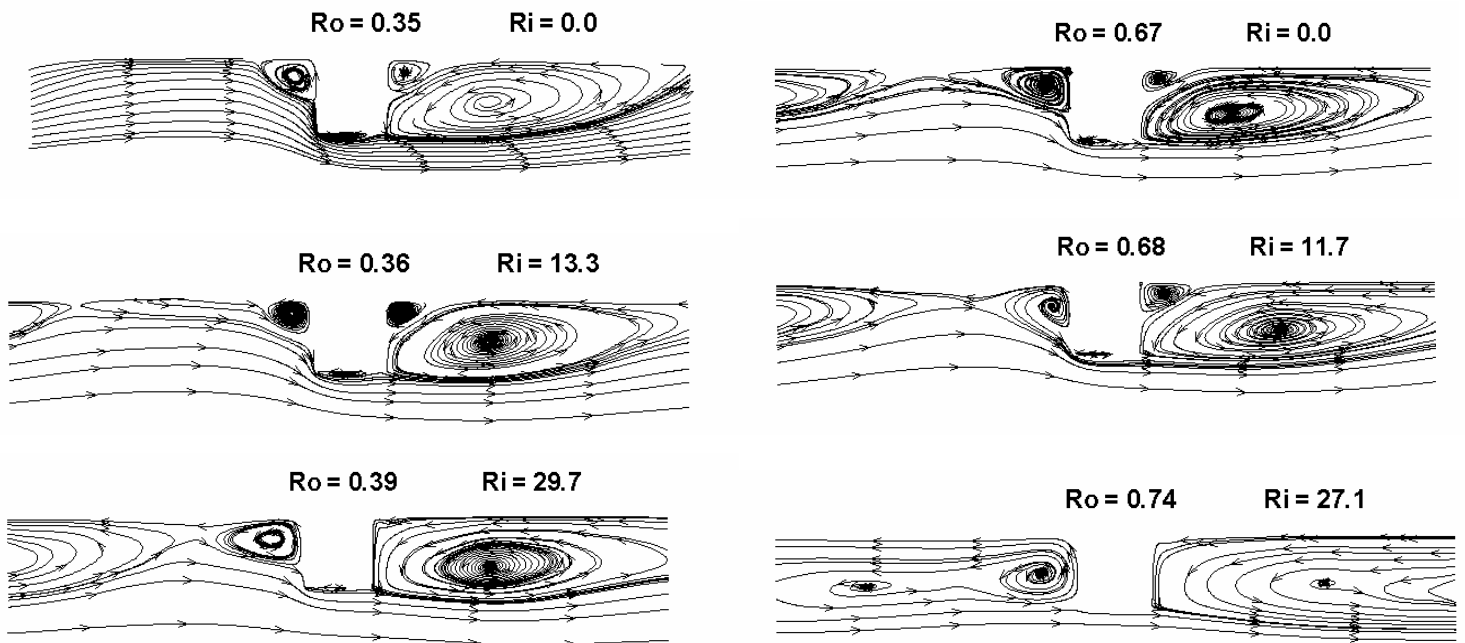 Ro = 0.35 Ri = 0.0
Ro = 0.67 Ri = 0.0
Ro = 0.36 Ri = 13.3
Ro = 0.68 Ri = 11.7
Ro = 0.39 Ri = 29.7
Ro = 0.74 Ri = 27.1